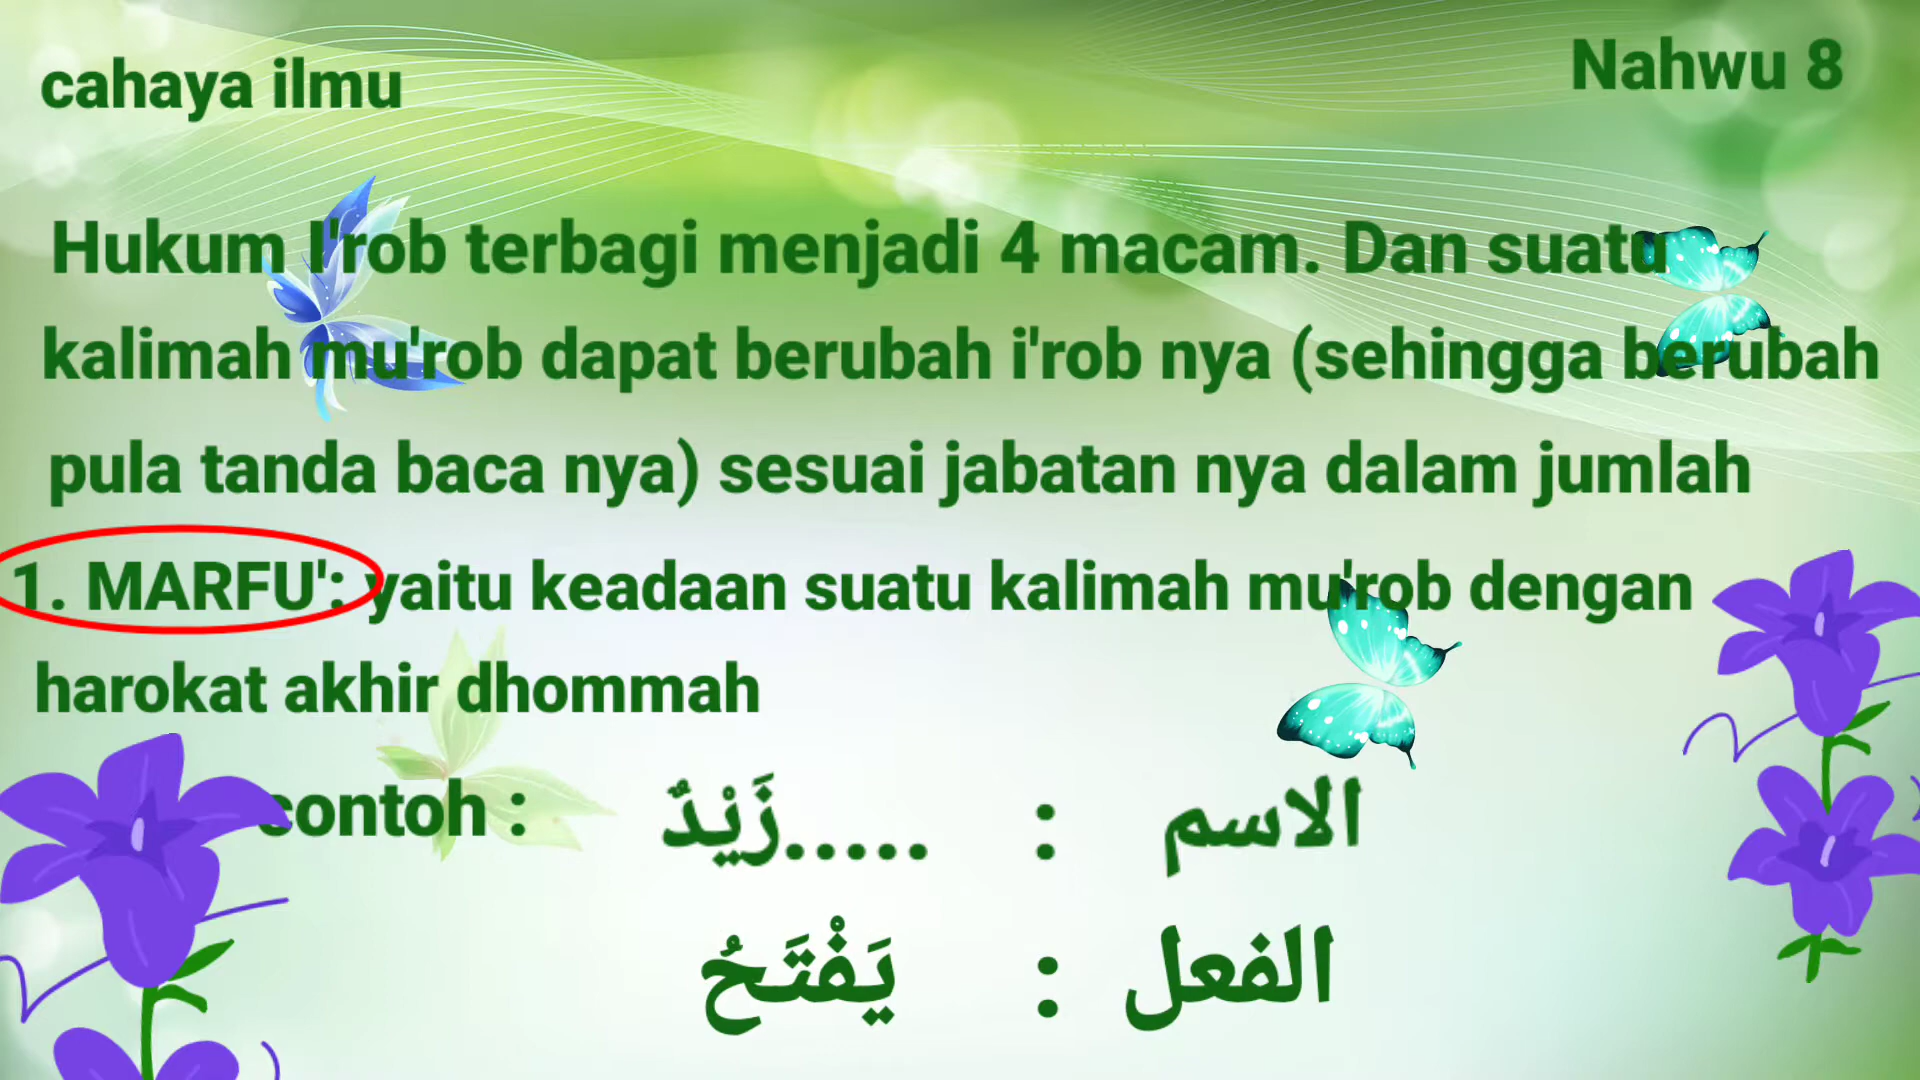 cahaya ilmu
Nahwu 8
Hukum I'rob terbagi menjadi 4 macam. Dan suatu
kalimah mu'rob dapat berubah i'rob nya (sehingga berubah
pula tanda baca nya) sesuai jabatan nya dalam jumlah
1. MARFU': yaitu keadaan suatu kalimah mu'rob dengan
harokat akhir dhommah
contoh : الاسم : .....زَيْدٌ
الفعل : يَفْتَحُ